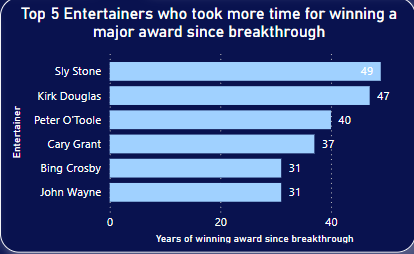 Top 5 Entertainers who took more time for winning a
major award since breakthrough
Entertainer
Sly Stone 49
Kirk Douglas 47
Peter O'Toole 40
Cary Grant 37
Bing Crosby 31
John Wayne 31
0 20 40
Years of winning award since breakthrough